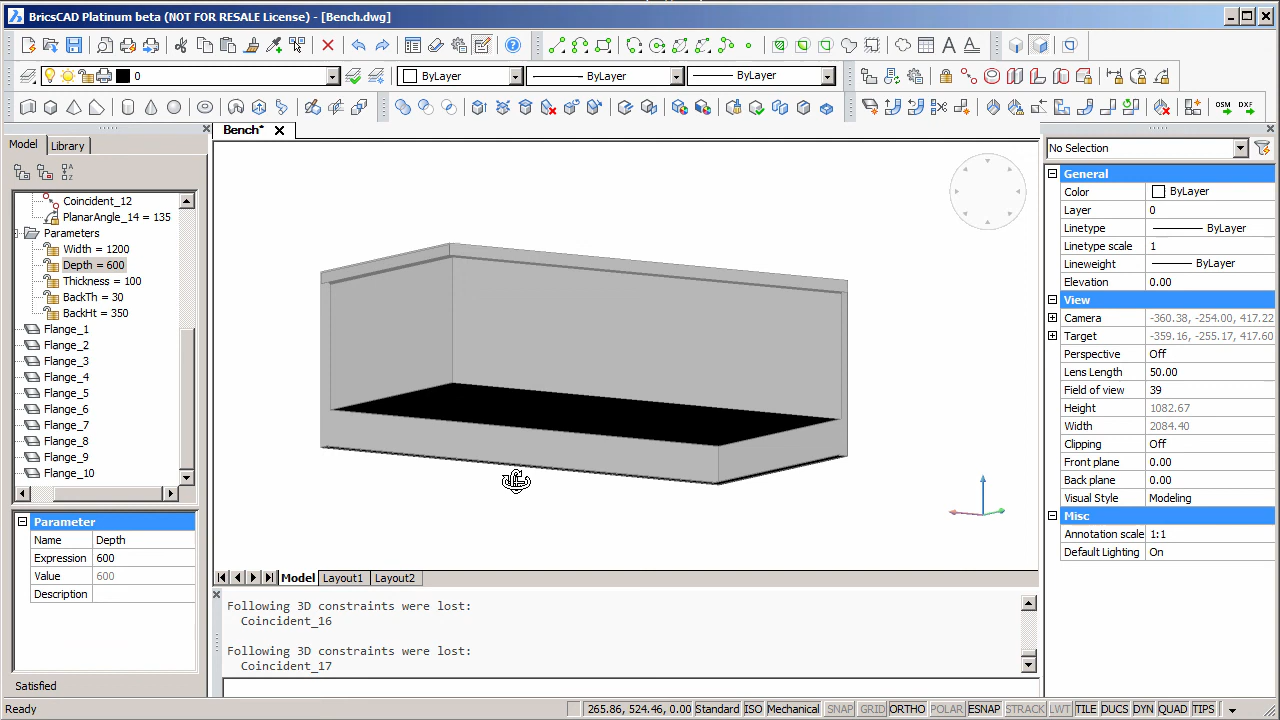 BricsCAD Platinum beta (NOT FOR RESALE License) - [Bench.dwg]
0
ByLayer
ByLayer
ByLayer
OSM
DXF
Model
Library
Bench*
No Selection
Coincident_12
PlanarAngle_14 = 135
Parameters
Width = 1200
Depth = 600
Thickness = 100
BackTh = 30
BackHt = 350
Flange_1
Flange_2
Flange_3
Flange_4
Flange_5
Flange_6
Flange_7
Flange_8
Flange_9
Flange_10
Parameter
Name Depth
Expression 600
Value 600
Description
Satisfied
General
Color ByLayer
Layer 0
Linetype ByLayer
Linetype scale 1
Lineweight ByLayer
Elevation 0.00
View
Camera -360.38, -254.00, 417.22
Target -359.16, -255.17, 417.60
Perspective Off
Lens Length 50.00
Field of view 39
Height 1082.67
Width 2084.40
Clipping Off
Front plane 0.00
Back plane 0.00
Visual Style Modeling
Misc
Annotation scale 1:1
Default Lighting On
Model Layout1 Layout2
Following 3D constraints were lost:
Coincident_16
Following 3D constraints were lost:
Coincident_17
Ready
265.86, 524.46, 0.00 Standard ISO Mechanical SNAP GRID ORTHO POLAR ESNAP STRACK LWT TILE DUCS DYN QUAD TIPS